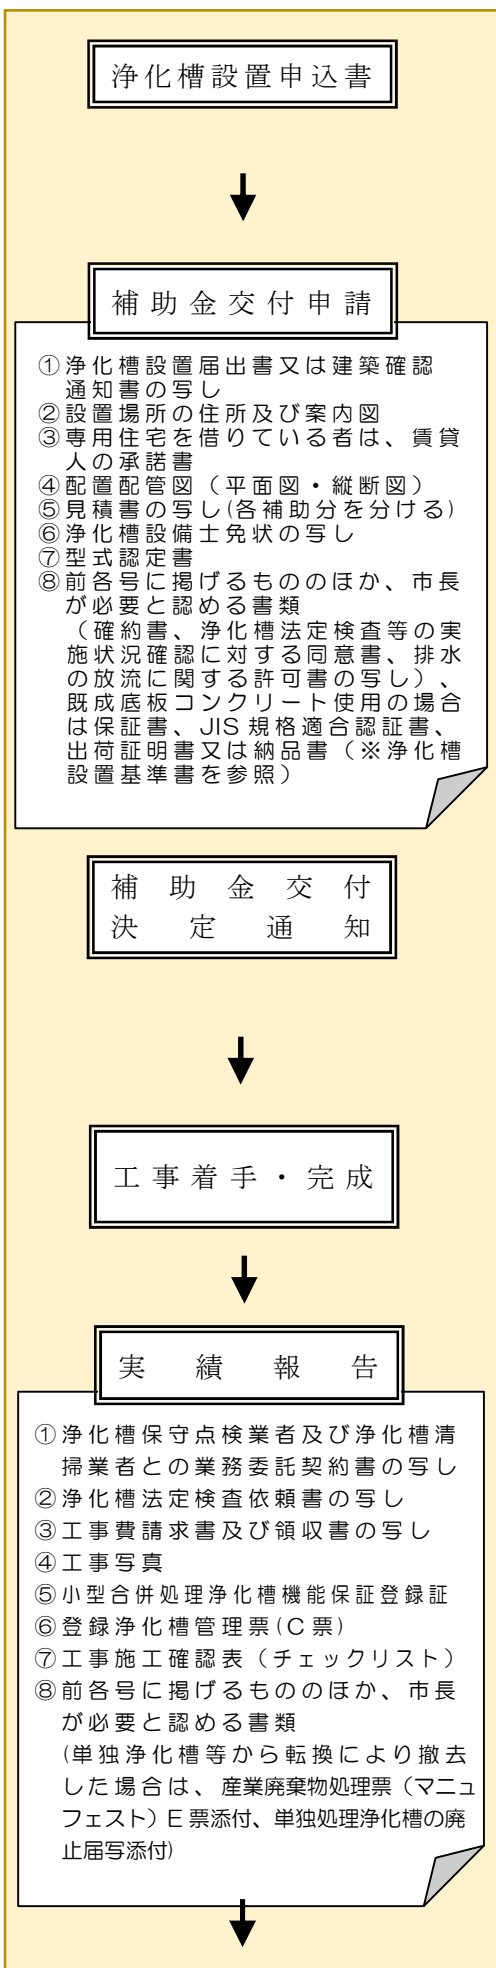 浄化槽設置申込書
補助金交付申請
①浄化槽設置届出書又は建築確認
通知書の写し
②設置場所の住所及び案内図
③専用住宅を借りている者は、賃貸
人の承諾書
④配置配管図（平面図・縦断図）
⑤見積書の写し(各補助分を分ける)
⑥浄化槽設備士免状の写し
⑦型式認定書
⑧前各号に掲げるもののほか、市長
が必要と認める書類
（確約書、浄化槽法定検査等の実
施状況確認に対する同意書、排水
の放流に関する許可書の写し）、
既成底板コンクリート使用の場合
は保証書、JIS 規格適合認証書、
出荷証明書又は納品書（※浄化槽
設置基準書を参照）
補助金交付
決定通知
工事着手・完成
実績報告
①浄化槽保守点検業者及び浄化槽清
掃業者との業務委託契約書の写し
②浄化槽法定検査依頼書の写し
③工事費請求書及び領収書の写し
④工事写真
⑤小型合併処理浄化槽機能保証登録証
⑥登録浄化槽管理票(C 票)
⑦工事施工確認表（チェックリスト）
⑧前各号に掲げるもののほか、市長
が必要と認める書類
(単独浄化槽等から転換により撤去
した場合は、産業廃棄物処理票（マニュ
フェスト）E 票添付、単独処理浄化槽の廃
止届写添付)